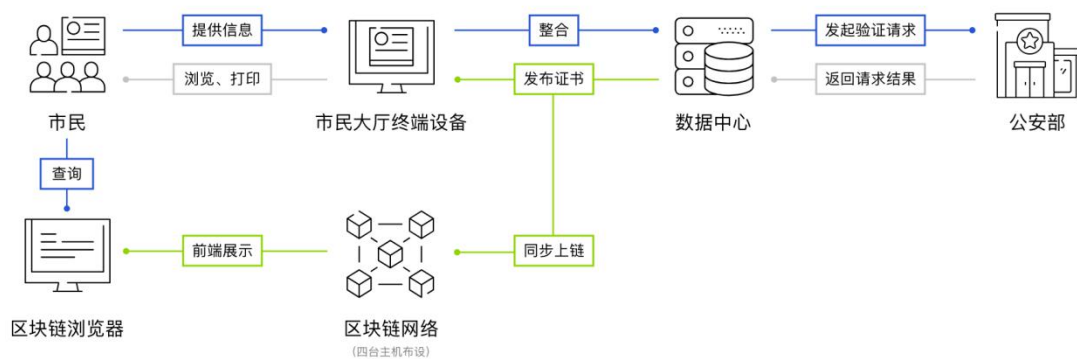 提供信息
整合
发起验证请求
浏览、打印
发布证书
返回请求结果
市民
市民大厅终端设备
数据中心
公安部
查询
前端展示
同步上链
区块链浏览器
区块链网络
(四台主机布设)